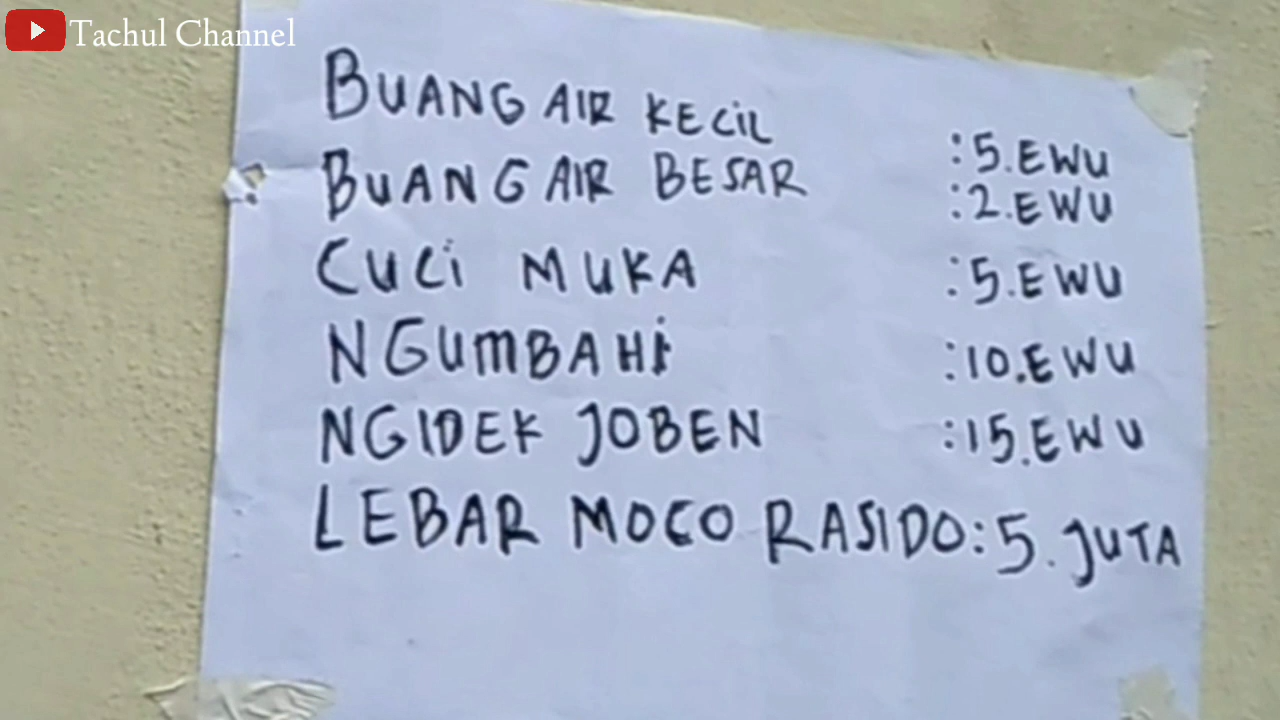 Tachul Channel
BUANG AIR KECiL :5.EWU
BUANG AIR BESAR :2.EWU
CUCi MUKA :5.EWU
NGUMBAHi :10.EWU
NGIDEK JOBEN :15.EWU
LEBAR MOCO RASIDO:5.JUTA